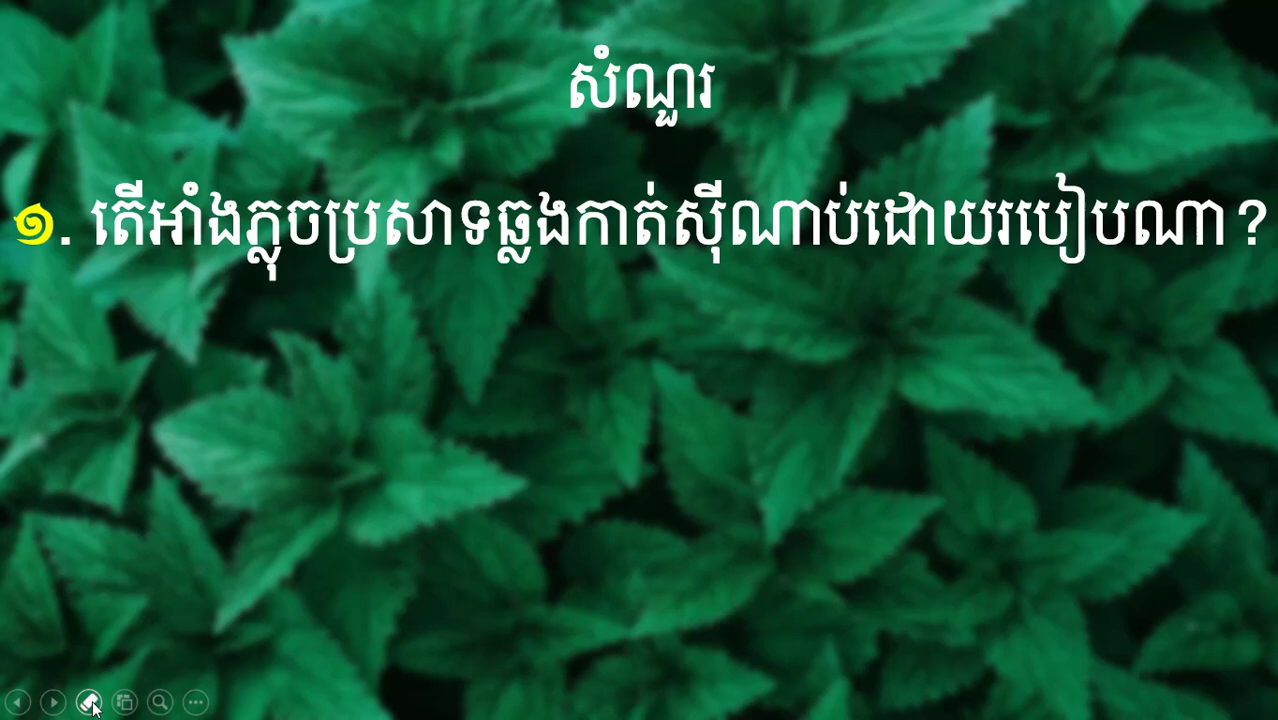 សំណួរ
១. តើអាំងភ្លុចប្រសាទឆ្លងកាត់ស៊ីណាប់ដោយរបៀបណា?